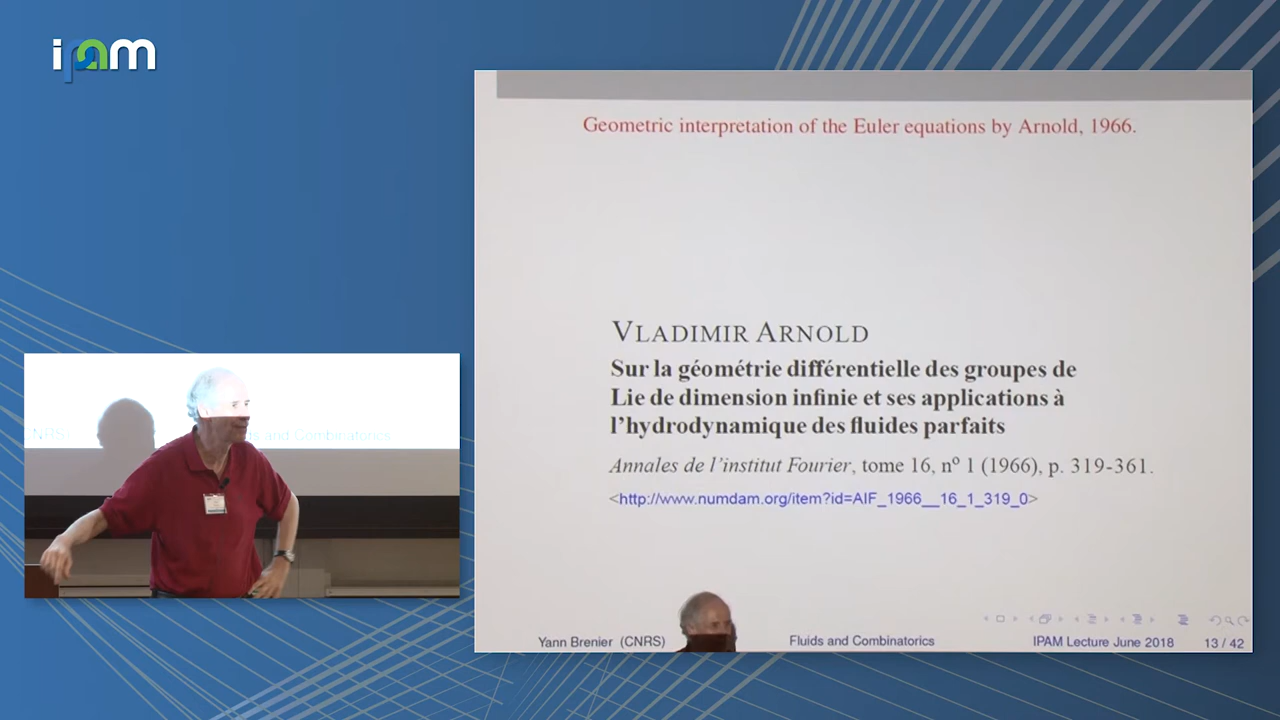 ipam
Geometric interpretation of the Euler equations by Arnold, 1966.
VLADIMIR ARNOLD
Sur la géométrie différentielle des groupes de
Lie de dimension infinie et ses applications à
l'hydrodynamique des fluides parfaits
Annales de l'institut Fourier, tome 16, nº 1 (1966), p. 319-361.
<http://www.numdam.org/item?id=AIF_1966__16_1_319_0>
Yann Brenier (CNRS) Fluids and Combinatorics IPAM Lecture June 2018 13 / 42
CNRS and Combinatorics